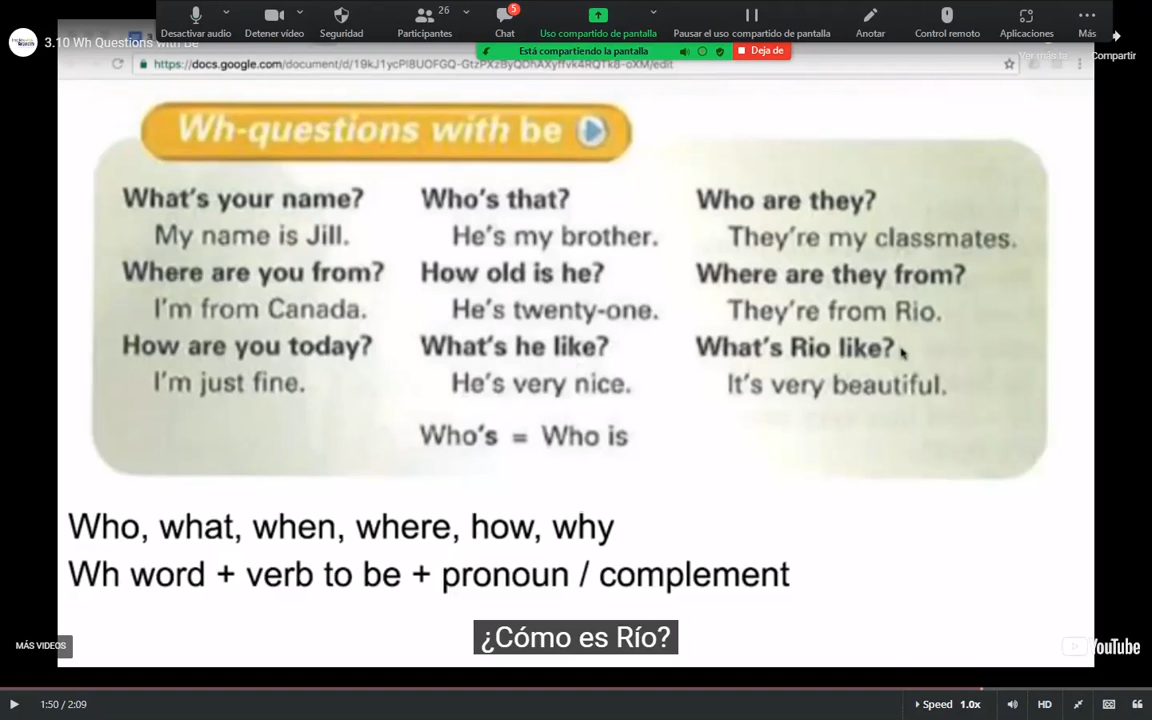 26
5
Desactivar audio
Detener vídeo
Seguridad
Participantes
Chat
Uso compartido de pantalla
Pausar el uso compartido de pantalla
Anotar
Control remoto
Aplicaciones
Más
3.10 Wh Questions with Be
Está compartiendo la pantalla
Deja de
Compartir
Wh-questions with be
What's your name?
My name is Jill.
Where are you from?
I'm from Canada.
How are you today?
I'm just fine.
Who's that?
He's my brother.
How old is he?
He's twenty-one.
What's he like?
He's very nice.
Who's = Who is
Who are they?
They're my classmates.
Where are they from?
They're from Rio.
What's Rio like?
It's very beautiful.
Who, what, when, where, how, why
Wh word + verb to be + pronoun / complement
¿Cómo es Río?
MÁS VIDEOS
YouTube
1:50 / 2:09
Speed 1.0x
HD